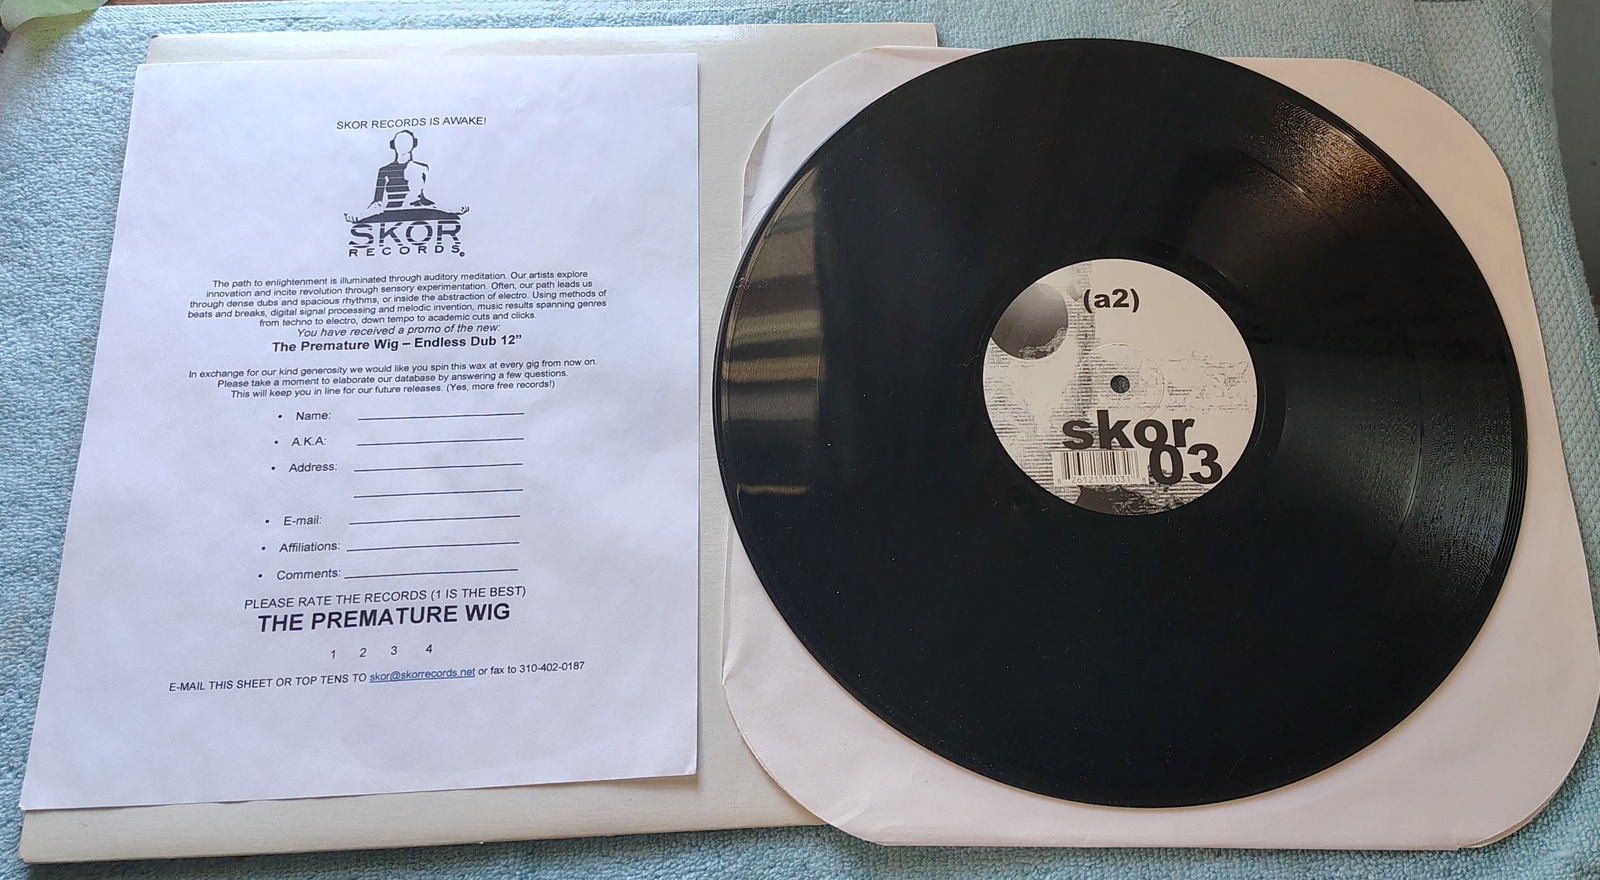 SKOR RECORDS IS AWAKE!
SKOR
RECORDS
The path to enlightenment is illuminated through auditory meditation. Our artists explore
innovation and incite revolution through sensory experimentation. Often, our path leads us
through dense dubs and spacious rhythms, or inside the abstraction of electro. Using methods of
beats and breaks, digital signal processing and melodic invention, music results spanning genres
from techno to electro, down tempo to academic cuts and clicks.
You have received a promo of the new:
The Premature Wig – Endless Dub 12”
In exchange for our kind generosity we would like you spin this wax at every gig from now on.
Please take a moment to elaborate our database by answering a few questions.
This will keep you in line for our future releases. (Yes, more free records!)
• Name:
• A.K.A:
• Address:
• E-mail:
• Affiliations:
• Comments:
PLEASE RATE THE RECORDS (1 IS THE BEST)
THE PREMATURE WIG
1 2 3 4
E-MAIL THIS SHEET OR TOP TENS TO skor@skorrecords.net or fax to 310-402-0187
(a2)
skor
03
8 26121 11031 8